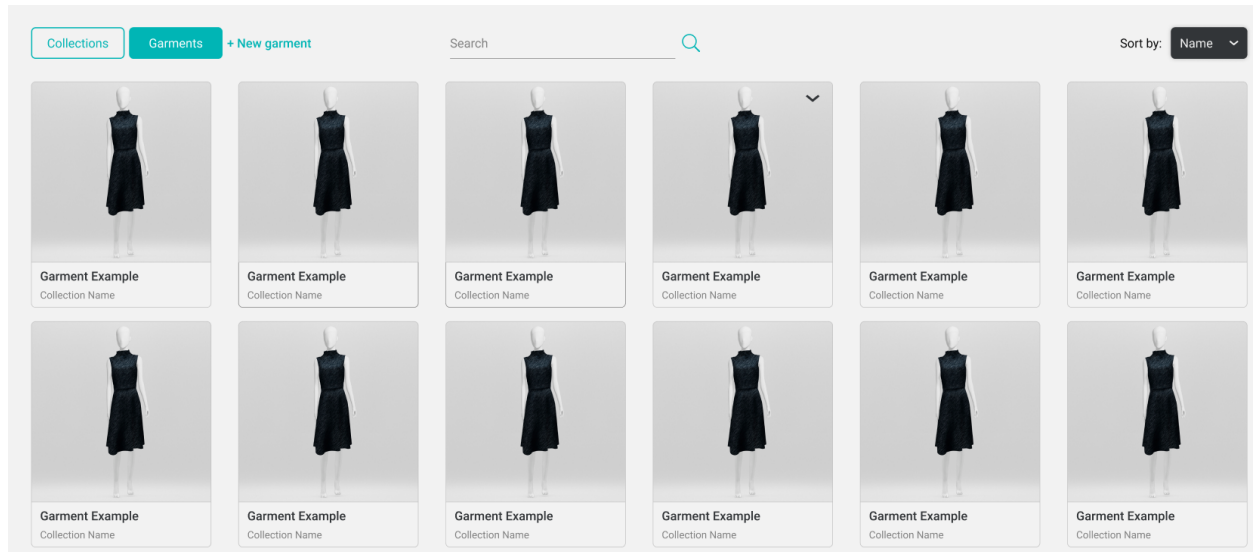 Collections Garments + New garment Search Sort by: Name
Garment Example Garment Example Garment Example Garment Example Garment Example Garment Example
Collection Name Collection Name Collection Name Collection Name Collection Name Collection Name
Garment Example Garment Example Garment Example Garment Example Garment Example Garment Example
Collection Name Collection Name Collection Name Collection Name Collection Name Collection Name